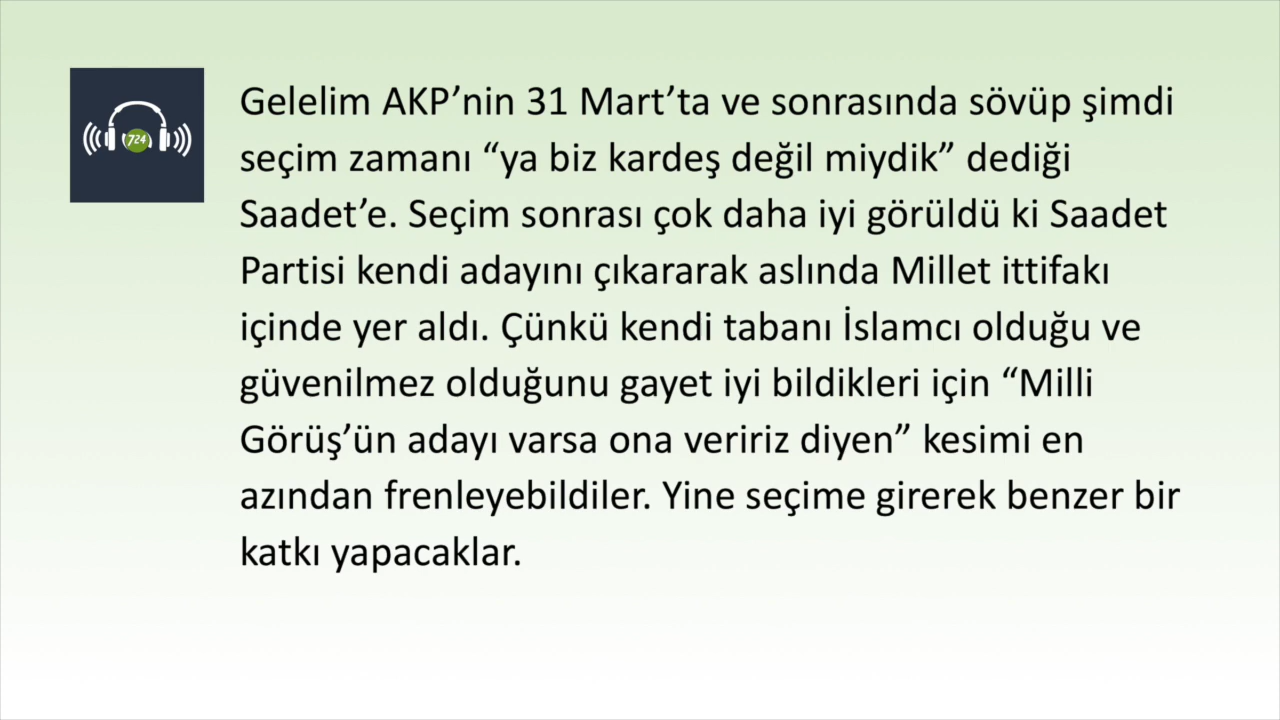 724
Gelelim AKP’nin 31 Mart’ta ve sonrasında sövüp şimdi
seçim zamanı “ya biz kardeş değil miydik” dediği
Saadet’e. Seçim sonrası çok daha iyi görüldü ki Saadet
Partisi kendi adayını çıkararak aslında Millet ittifakı
içinde yer aldı. Çünkü kendi tabanı İslamcı olduğu ve
güvenilmez olduğunu gayet iyi bildikleri için “Milli
Görüş’ün adayı varsa ona veririz diyen” kesimi en
azından frenleyebildiler. Yine seçime girerek benzer bir
katkı yapacaklar.